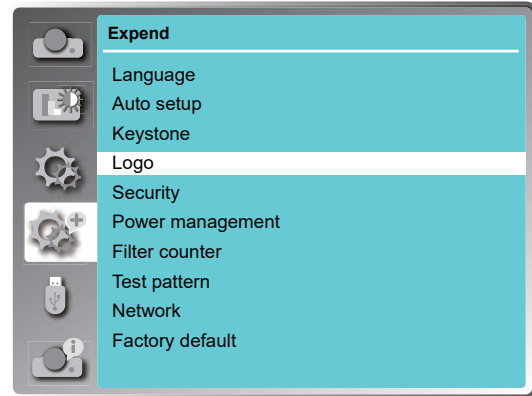 Expend
Language
Auto setup
Keystone
Logo
Security
Power management
Filter counter
Test pattern
Network
Factory default